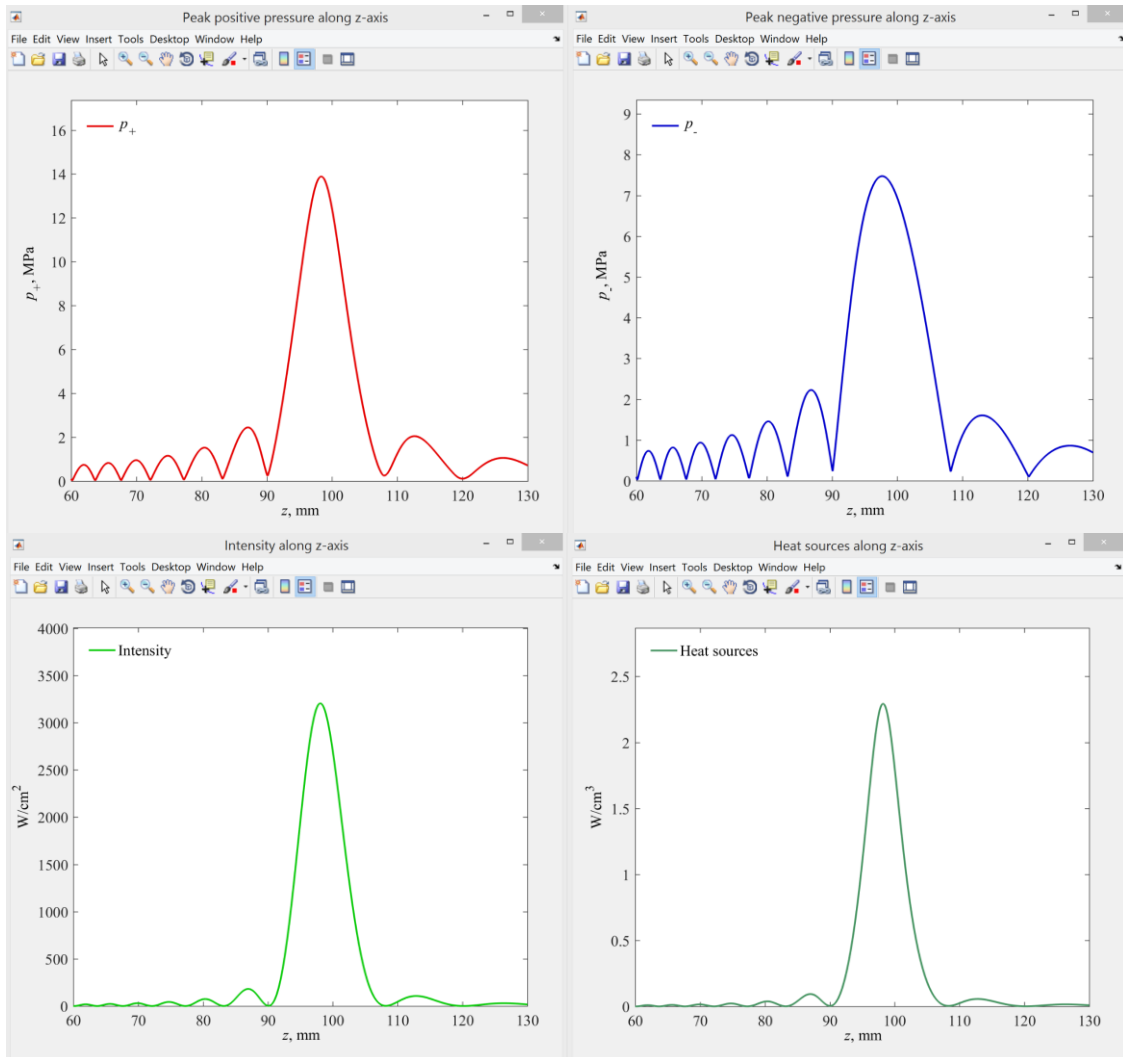 Peak positive pressure along z-axis
File Edit View Insert Tools Desktop Window Help
p+
16
14
12
10
8
6
4
2
0
p+, MPa
60 70 80 90 100 110 120 130
z, mm
Peak negative pressure along z-axis
File Edit View Insert Tools Desktop Window Help
p-
9
8
7
6
5
4
3
2
1
0
p-, MPa
60 70 80 90 100 110 120 130
z, mm
Intensity along z-axis
File Edit View Insert Tools Desktop Window Help
Intensity
4000
3500
3000
2500
2000
1500
1000
500
0
W/cm²
60 70 80 90 100 110 120 130
z, mm
Heat sources along z-axis
File Edit View Insert Tools Desktop Window Help
Heat sources
2.5
2
1.5
1
0.5
0
W/cm³
60 70 80 90 100 110 120 130
z, mm